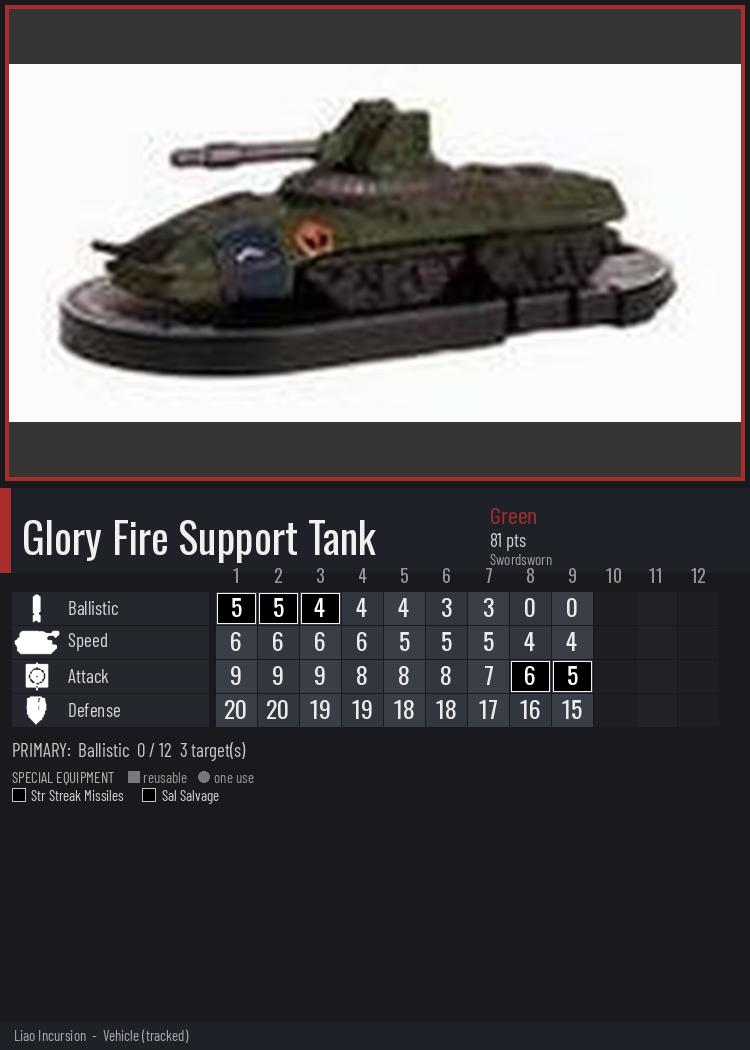 Glory Fire Support Tank
Green
81 pts
Swordsworn
1 2 3 4 5 6 7 8 9 10 11 12
Ballistic 5 5 4 4 4 3 3 0 0
Speed 6 6 6 6 5 5 5 4 4
Attack 9 9 9 8 8 8 7 6 5
Defense 20 20 19 19 18 18 17 16 15
PRIMARY: Ballistic 0 / 12 3 target(s)
SPECIAL EQUIPMENT reusable one use
Str Streak Missiles Sal Salvage
Liao Incursion - Vehicle (tracked)